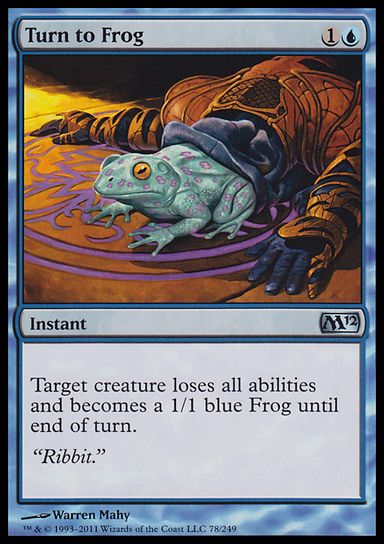 Turn to Frog 1
Instant M12
Target creature loses all abilities
and becomes a 1/1 blue Frog until
end of turn.
“Ribbit.”
Warren Mahy
™ & © 1993–2011 Wizards of the Coast LLC 78/249